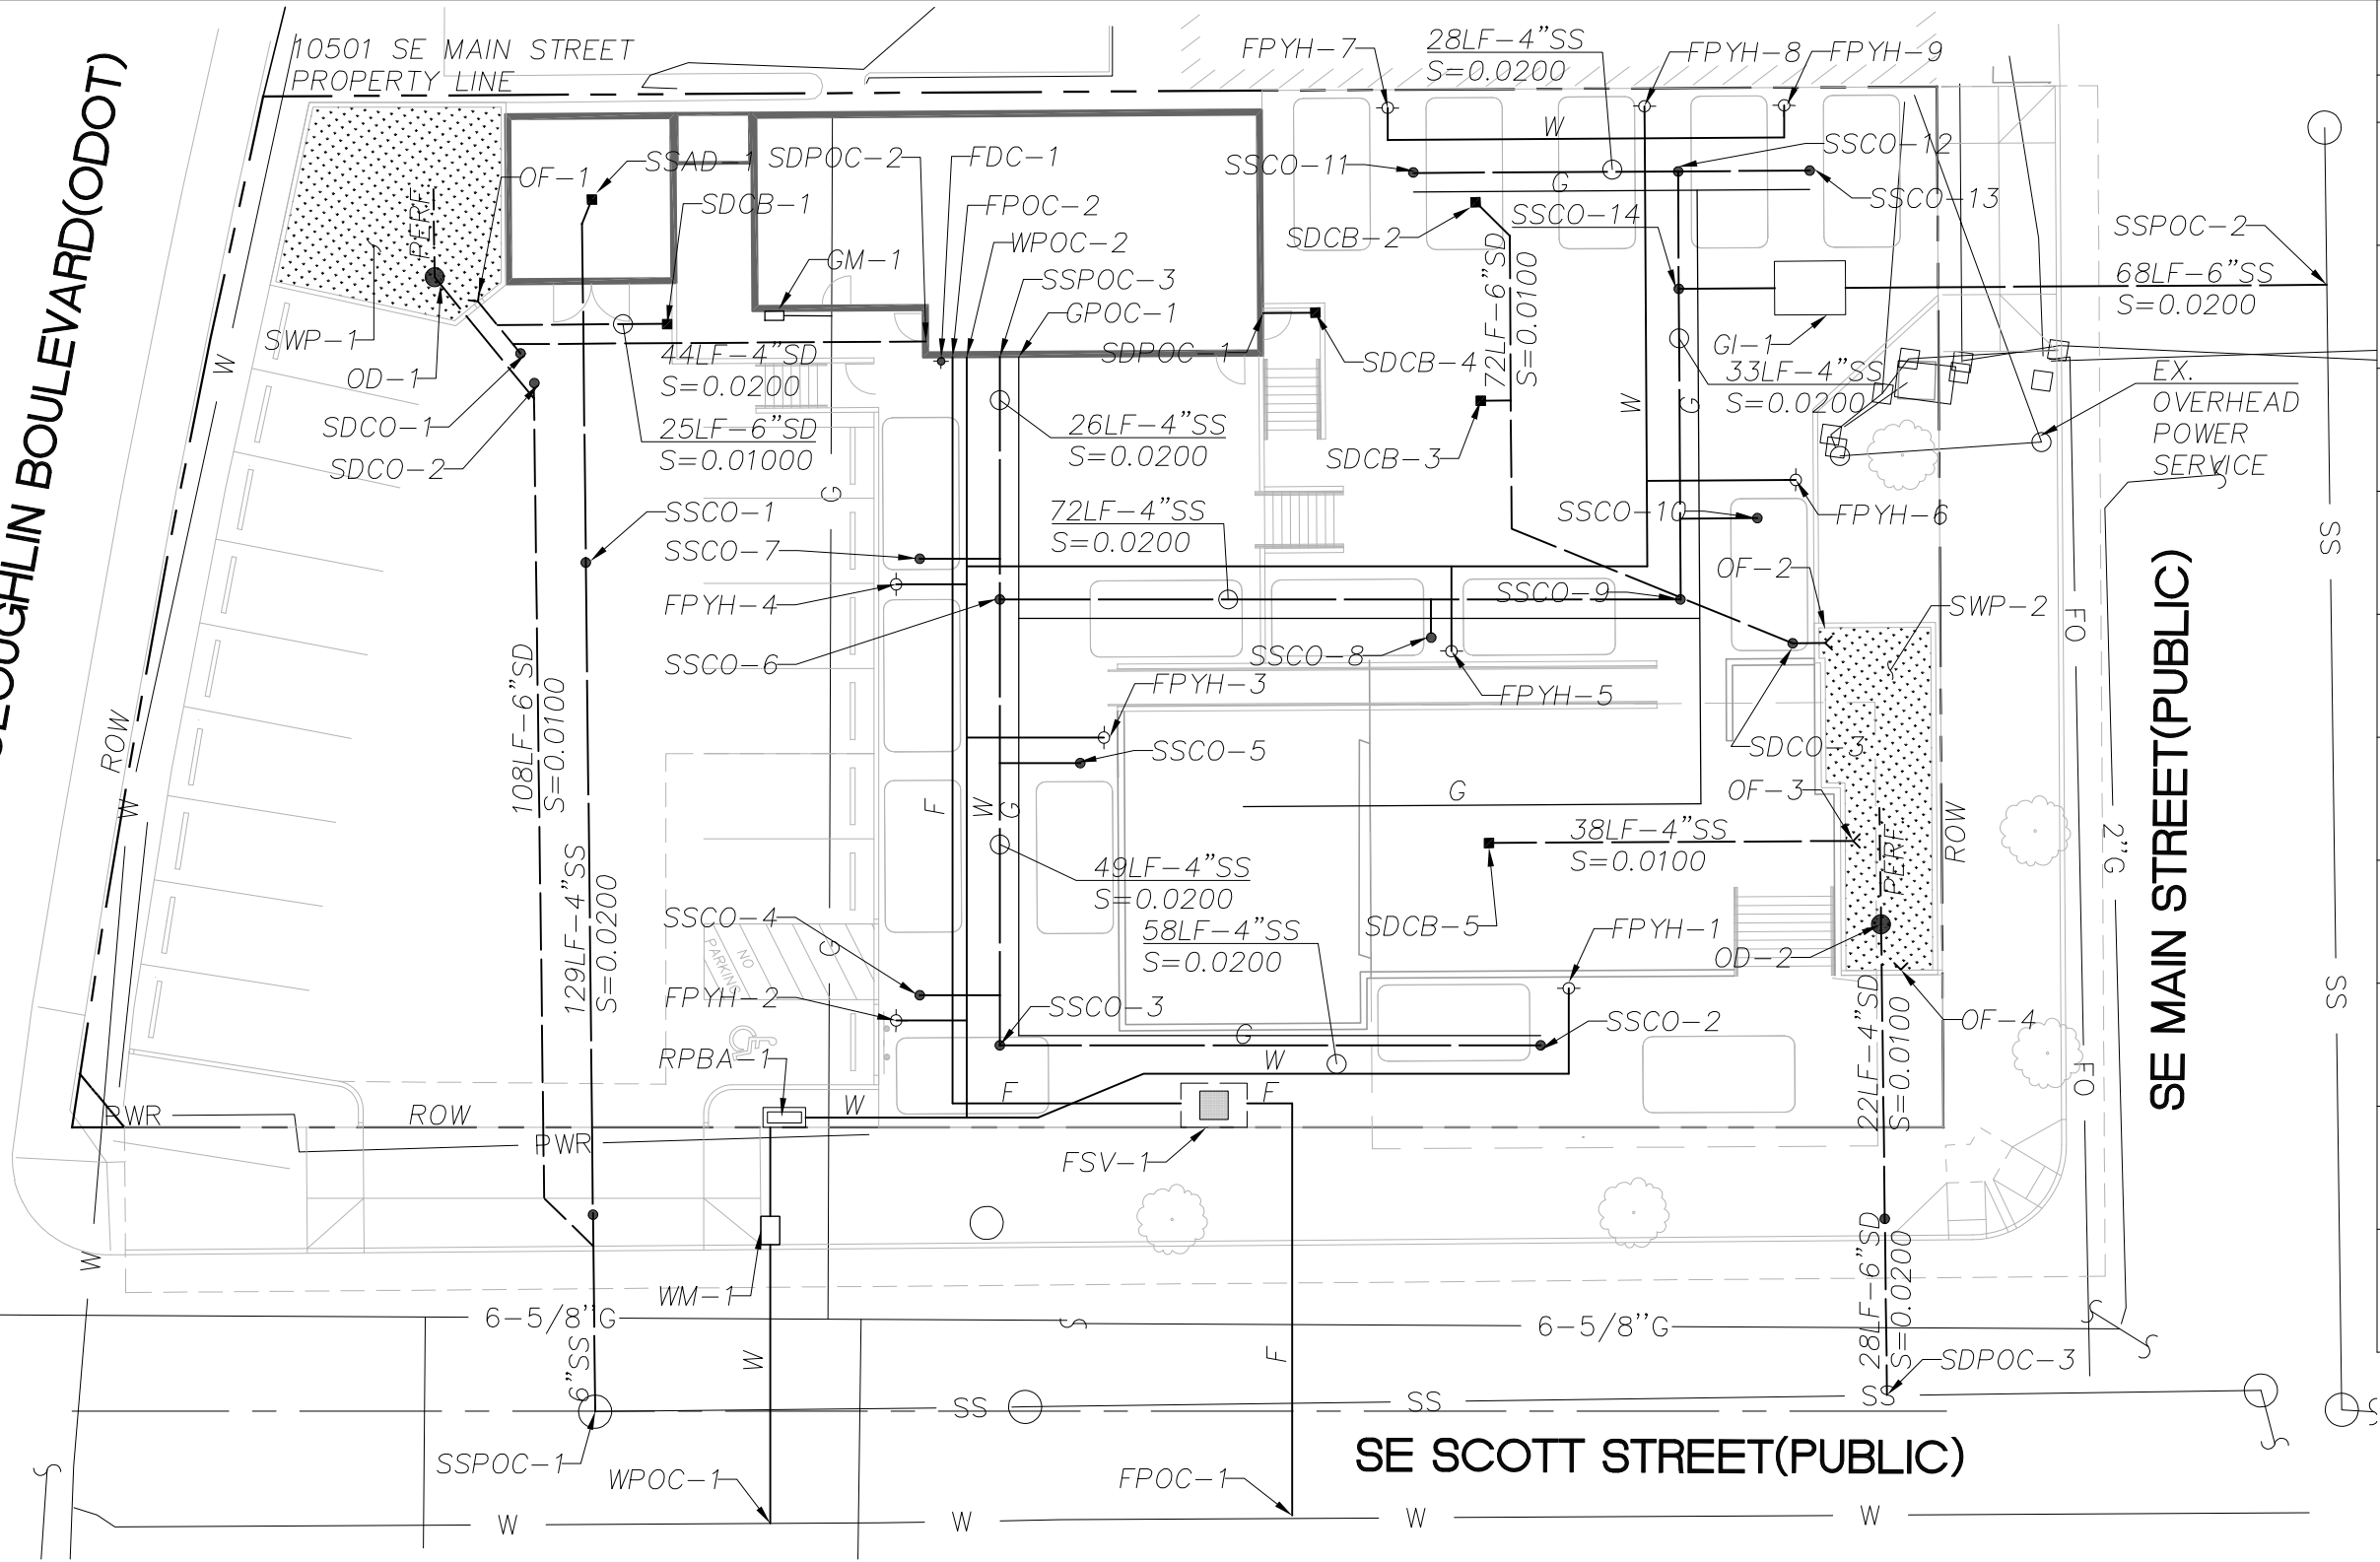 10501 SE MAIN STREET
PROPERTY LINE
FPYH-7
28LF-4"SS
S=0.0200
FPYH-8
FPYH-9
W
SSAD-1
OF-1
SDPOC-2
FDC-1
SSCO-11
SSCO-12
G
SSCO-13
PERF
SDCB-1
FPOC-2
WPOC-2
SDCB-2
SSCO-14
SSPOC-2
GM-1
SSPOC-3
68LF-6"SS
S=0.0200
GPOC-1
72LF-6"SD
S=0.0100
SWP-1
OD-1
44LF-4"SD
S=0.0200
SDPOC-1
SDCB-4
GI-1
33LF-4"SS
S=0.0200
EX.
OVERHEAD
POWER
SERVICE
W
W
G
SDCO-1
SDCO-2
25LF-6"SD
S=0.01000
26LF-4"SS
S=0.0200
SDCB-3
G
SSCO-1
72LF-4"SS
S=0.0200
SSCO-10
FPYH-6
SS
SSCO-7
OF-2
FPYH-4
SSCO-9
SWP-2
FO
SSCO-6
SSCO-8
FPYH-3
FPYH-5
108LF-6"SD
S=0.0100
ROW
SSCO-5
SDCO-3
W
F
W
G
G
OF-3
38LF-4"SS
S=0.0100
PERF
ROW
2"G
SE MAIN STREET(PUBLIC)
49LF-4"SS
S=0.0200
129LF-4"SS
S=0.0200
SSCO-4
G
NO
PARKING
58LF-4"SS
S=0.0200
SDCB-5
FPYH-1
OD-2
FPYH-2
SSCO-3
SSCO-2
22LF-4"SD
S=0.0100
OF-4
SS
RPBA-1
G
W
FO
PWR
ROW
W
F
F
PWR
FSV-1
W
WM-1
28LF-6"SD
S=0.0200
6-5/8"G
6-5/8"G
6"SS
W
F
SDPOC-3
SS
SS
SS
SSPOC-1
WPOC-1
FPOC-1
SE SCOTT STREET(PUBLIC)
W
W
W
W